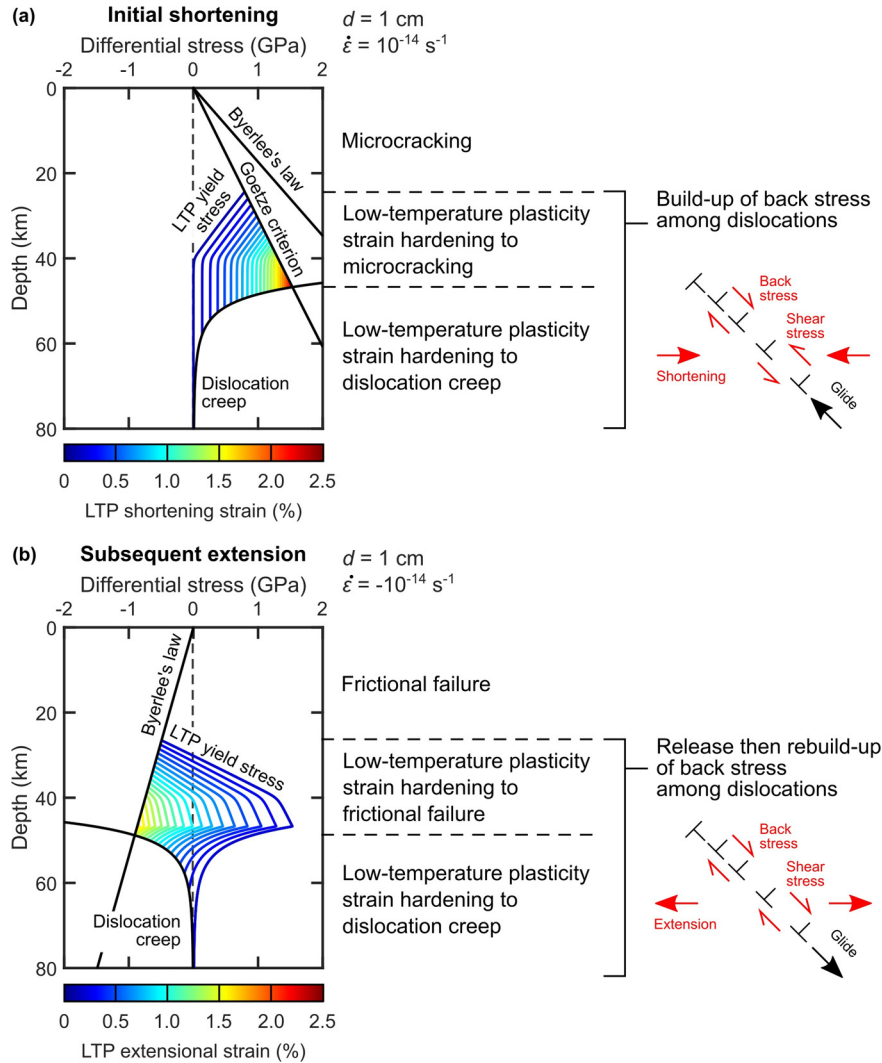 (a)
Initial shortening
Differential stress (GPa)
d = 1 cm
ε̇ = 10⁻¹⁴ s⁻¹
-2 -1 0 1 2
0
20
40
60
80
Depth (km)
Byerlee's law
Goetze criterion
LTP yield
stress
Dislocation
creep
Microcracking
Low-temperature plasticity
strain hardening to
microcracking
Low-temperature plasticity
strain hardening to
dislocation creep
Build-up of back stress
among dislocations
Back
stress
Shear
stress
Shortening
Glide
0 0.5 1.0 1.5 2.0 2.5
LTP shortening strain (%)
(b)
Subsequent extension
Differential stress (GPa)
d = 1 cm
ε̇ = -10⁻¹⁴ s⁻¹
-2 -1 0 1 2
0
20
40
60
80
Depth (km)
Byerlee's law
LTP yield stress
Dislocation
creep
Frictional failure
Low-temperature plasticity
strain hardening to
frictional failure
Low-temperature plasticity
strain hardening to
dislocation creep
Release then rebuild-up
of back stress
among dislocations
Back
stress
Shear
stress
Extension
Glide
0 0.5 1.0 1.5 2.0 2.5
LTP extensional strain (%)